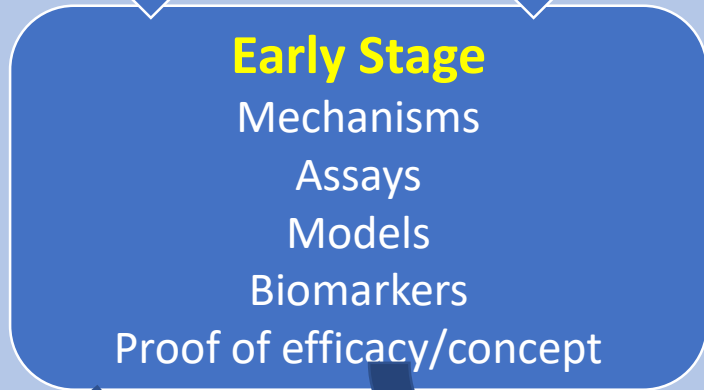 Early Stage
Mechanisms
Assays
Models
Biomarkers
Proof of efficacy/concept